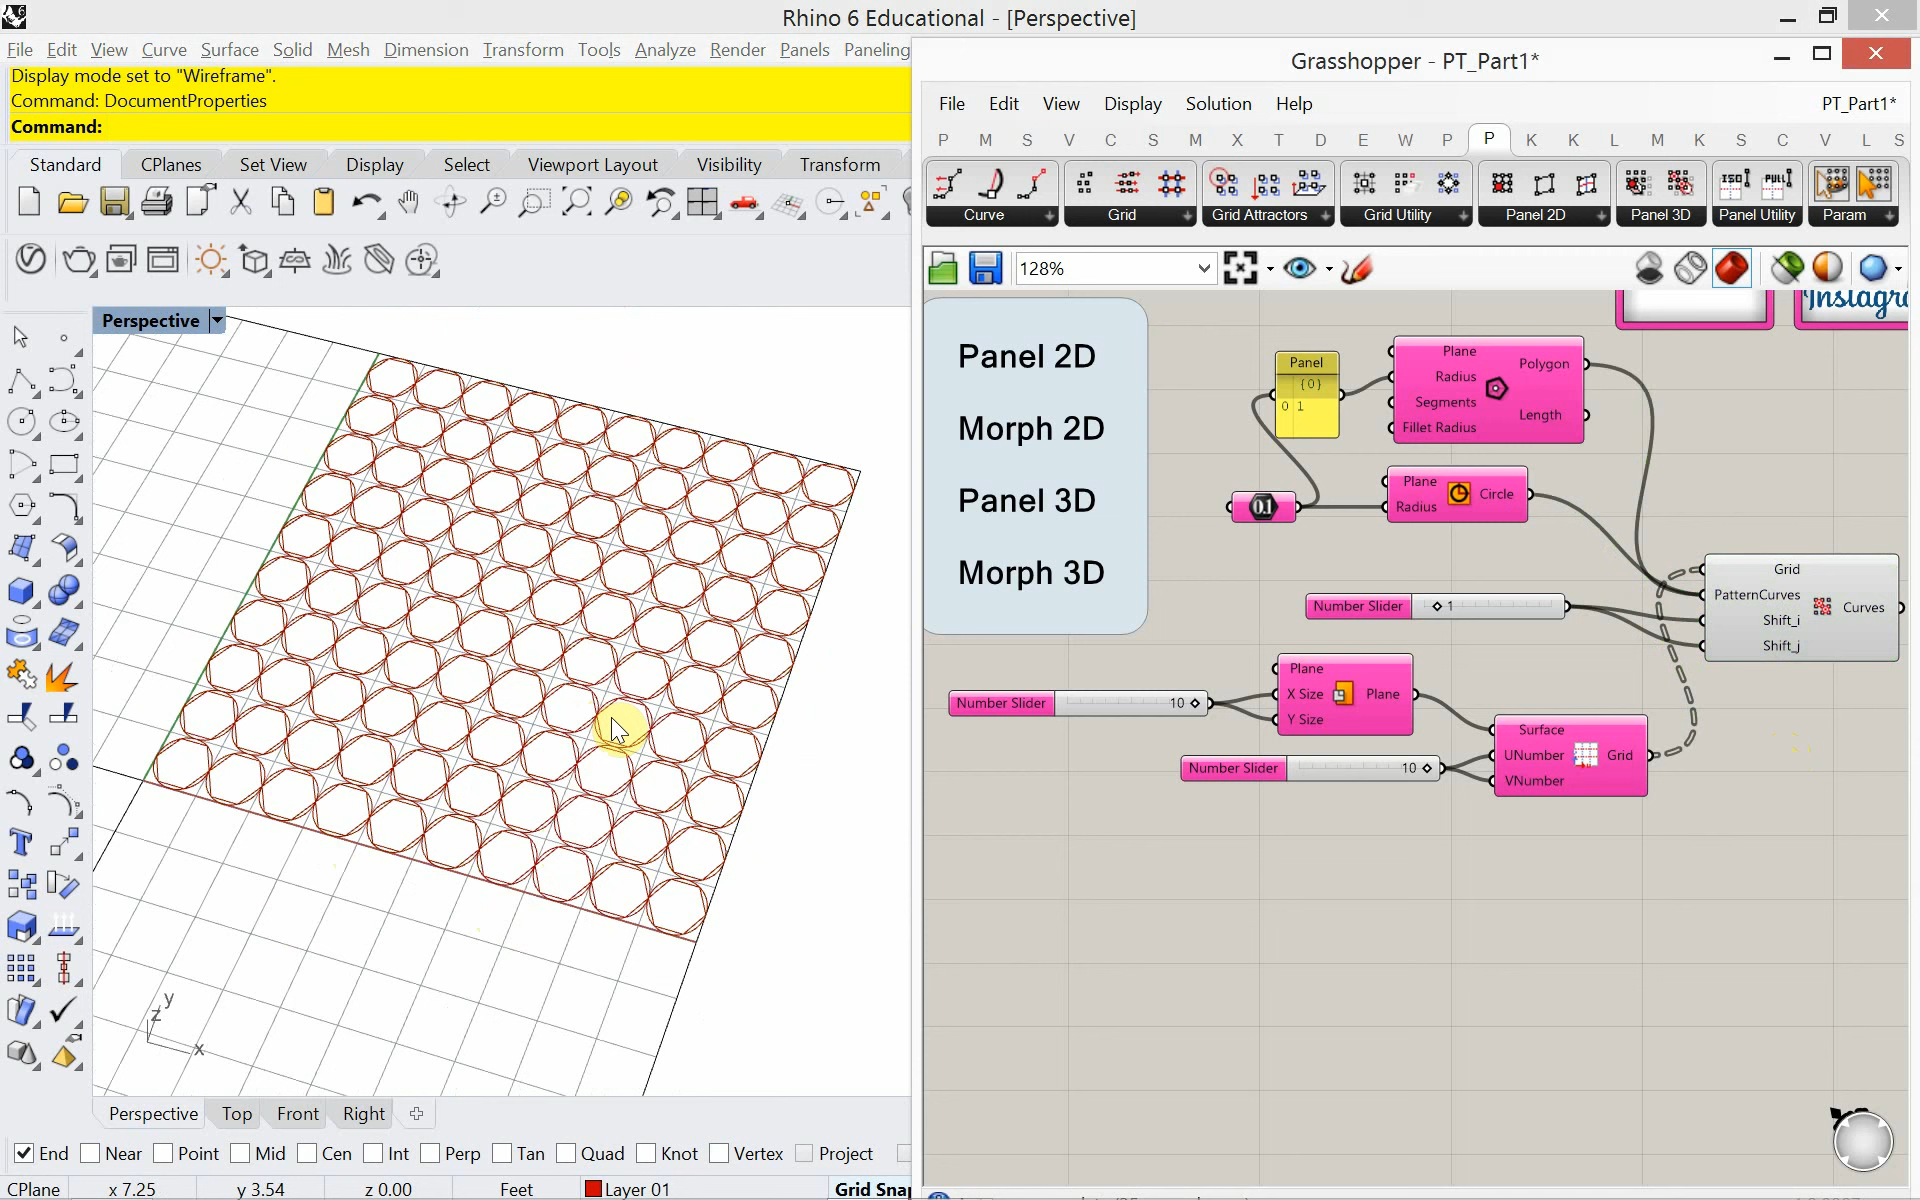 Rhino 6 Educational - [Perspective]
File Edit View Curve Surface Solid Mesh Dimension Transform Tools Analyze Render Panels Paneling
Display mode set to "Wireframe".
Command: DocumentProperties
Command:
Standard CPlanes Set View Display Select Viewport Layout Visibility Transform
Perspective
y
z
x
Perspective Top Front Right
End Near Point Mid Cen Int Perp Tan Quad Knot Vertex Project
CPlane x 7.25 y 3.54 z 0.00 Feet Layer 01 Grid Snap
Grasshopper - PT_Part1*
File Edit View Display Solution Help PT_Part1*
P M S V C S M X T D E W P P K K L M K S C V L S
Curve Grid Grid Attractors Grid Utility Panel 2D Panel 3D Panel Utility Param
128%
Panel 2D
Morph 2D
Panel 3D
Morph 3D
Panel
{0}
0 1
Plane
Radius
Segments
Fillet Radius
Polygon
Length
0.1
Plane
Radius
Circle
Number Slider 1
Grid
PatternCurves
Shift_i
Shift_j
Curves
Number Slider 10
Plane
X Size
Y Size
Plane
Number Slider 10
Surface
UNumber
VNumber
Grid